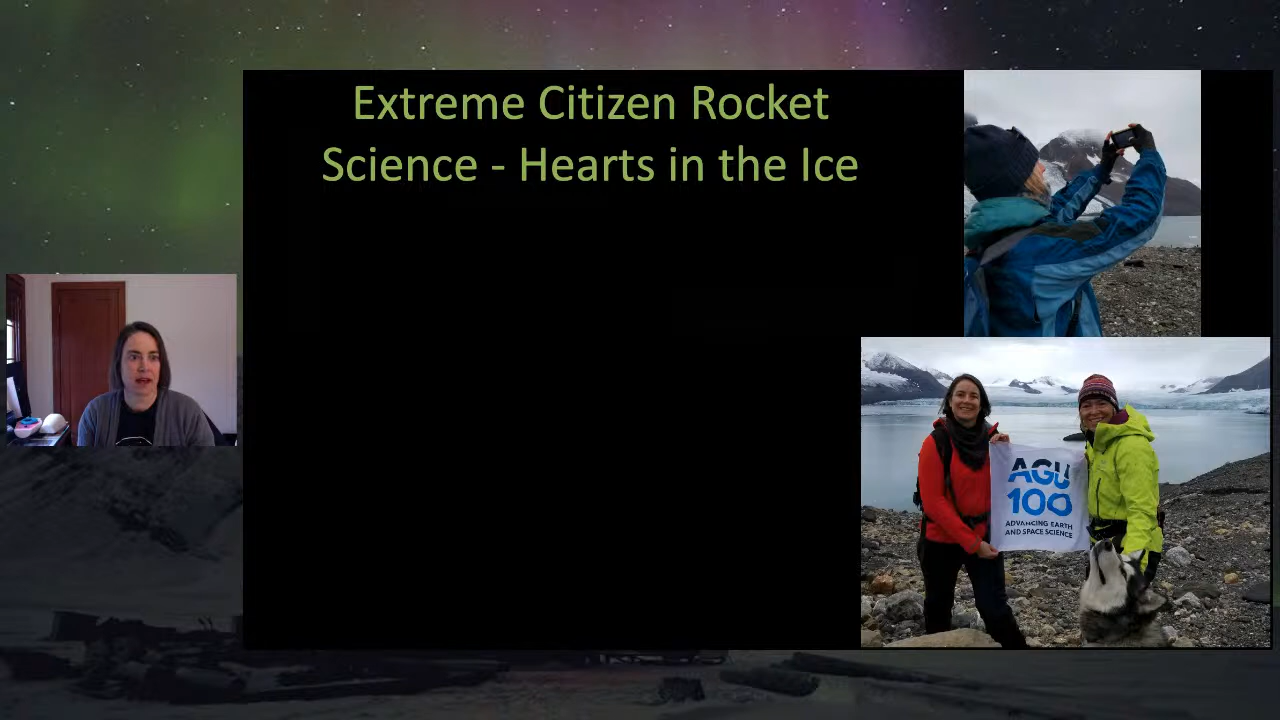 Extreme Citizen Rocket
Science - Hearts in the Ice
AGU
100
ADVANCING EARTH
AND SPACE SCIENCE